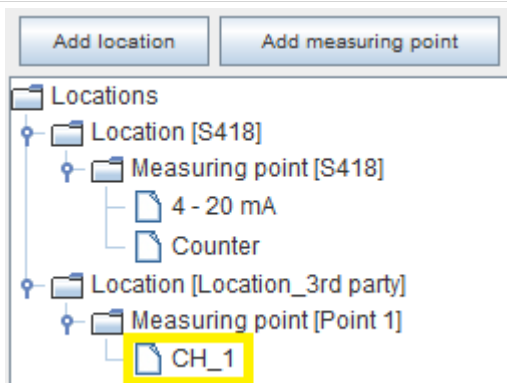 Add location Add measuring point
Locations
Location [S418]
Measuring point [S418]
4 - 20 mA
Counter
Location [Location_3rd party]
Measuring point [Point 1]
CH_1